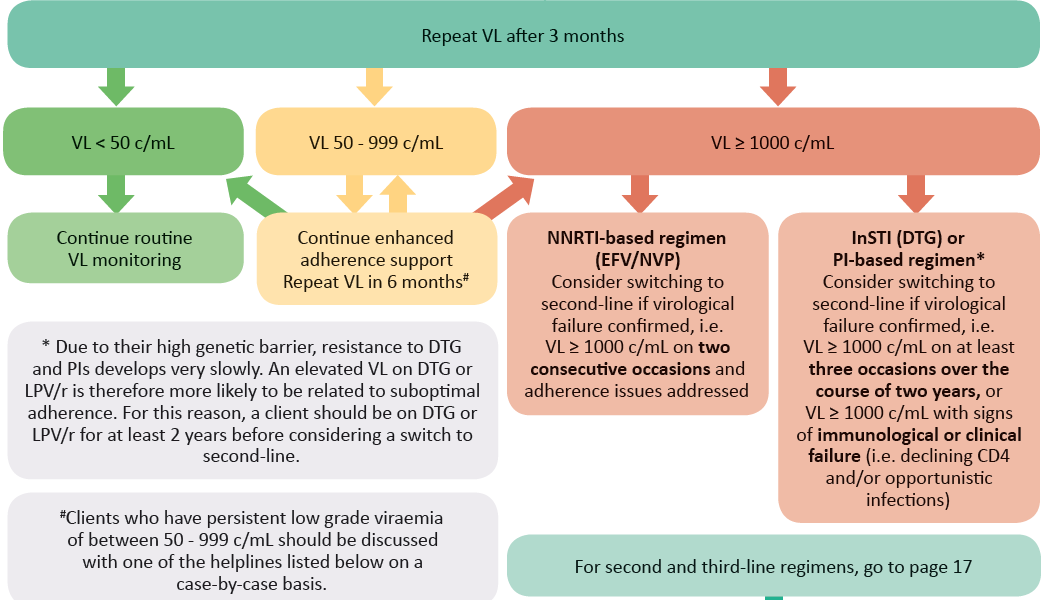 Repeat VL after 3 months
VL < 50 c/mL
VL 50 - 999 c/mL
VL ≥ 1000 c/mL
Continue routine
VL monitoring
Continue enhanced
adherence support
Repeat VL in 6 months#
NNRTI-based regimen
(EFV/NVP)
Consider switching to
second-line if virological
failure confirmed, i.e.
VL ≥ 1000 c/mL on two
consecutive occasions and
adherence issues addressed
InSTI (DTG) or
PI-based regimen*
Consider switching to
second-line if virological
failure confirmed, i.e.
VL ≥ 1000 c/mL on at least
three occasions over the
course of two years, or
VL ≥ 1000 c/mL with signs
of immunological or clinical
failure (i.e. declining CD4
and/or opportunistic
infections)
* Due to their high genetic barrier, resistance to DTG
and PIs develops very slowly. An elevated VL on DTG or
LPV/r is therefore more likely to be related to suboptimal
adherence. For this reason, a client should be on DTG or
LPV/r for at least 2 years before considering a switch to
second-line.
#Clients who have persistent low grade viraemia
of between 50 - 999 c/mL should be discussed
with one of the helplines listed below on a
case-by-case basis.
For second and third-line regimens, go to page 17